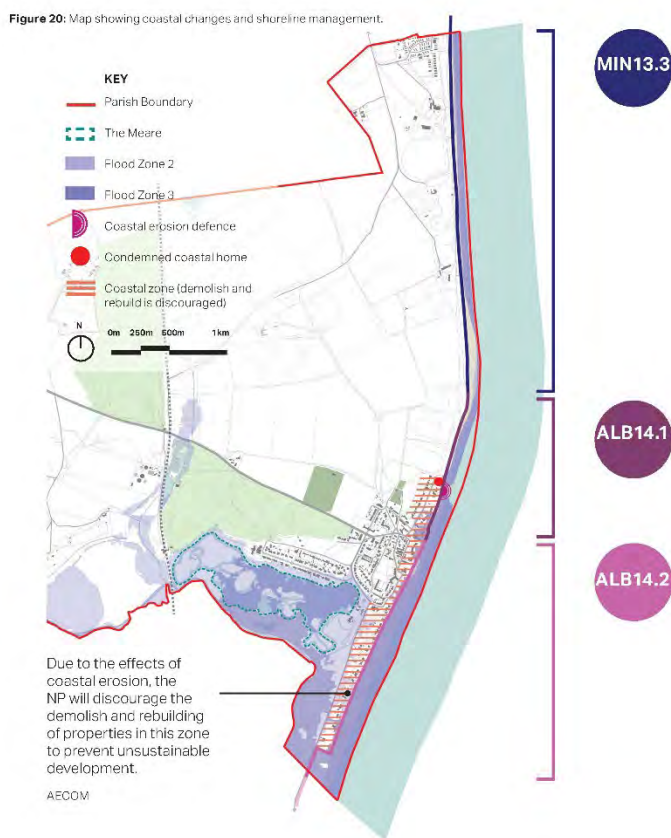 Figure 20: Map showing coastal changes and shoreline management.
KEY
Parish Boundary
The Meare
Flood Zone 2
Flood Zone 3
Coastal erosion defence
Condemned coastal home
Coastal zone (demolish and
rebuild is discouraged)
N
0m 250m 500m 1km
MIN13.3
ALB14.1
ALB14.2
Due to the effects of
coastal erosion, the
NP will discourage the
demolish and rebuilding
of properties in this zone
to prevent unsustainable
development.
AECOM